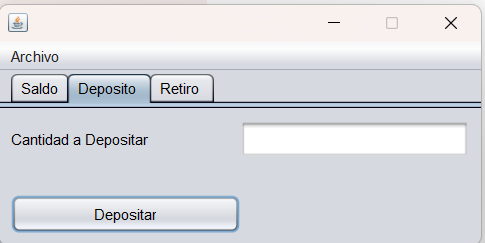 Archivo
Saldo Deposito Retiro
Cantidad a Depositar
Depositar